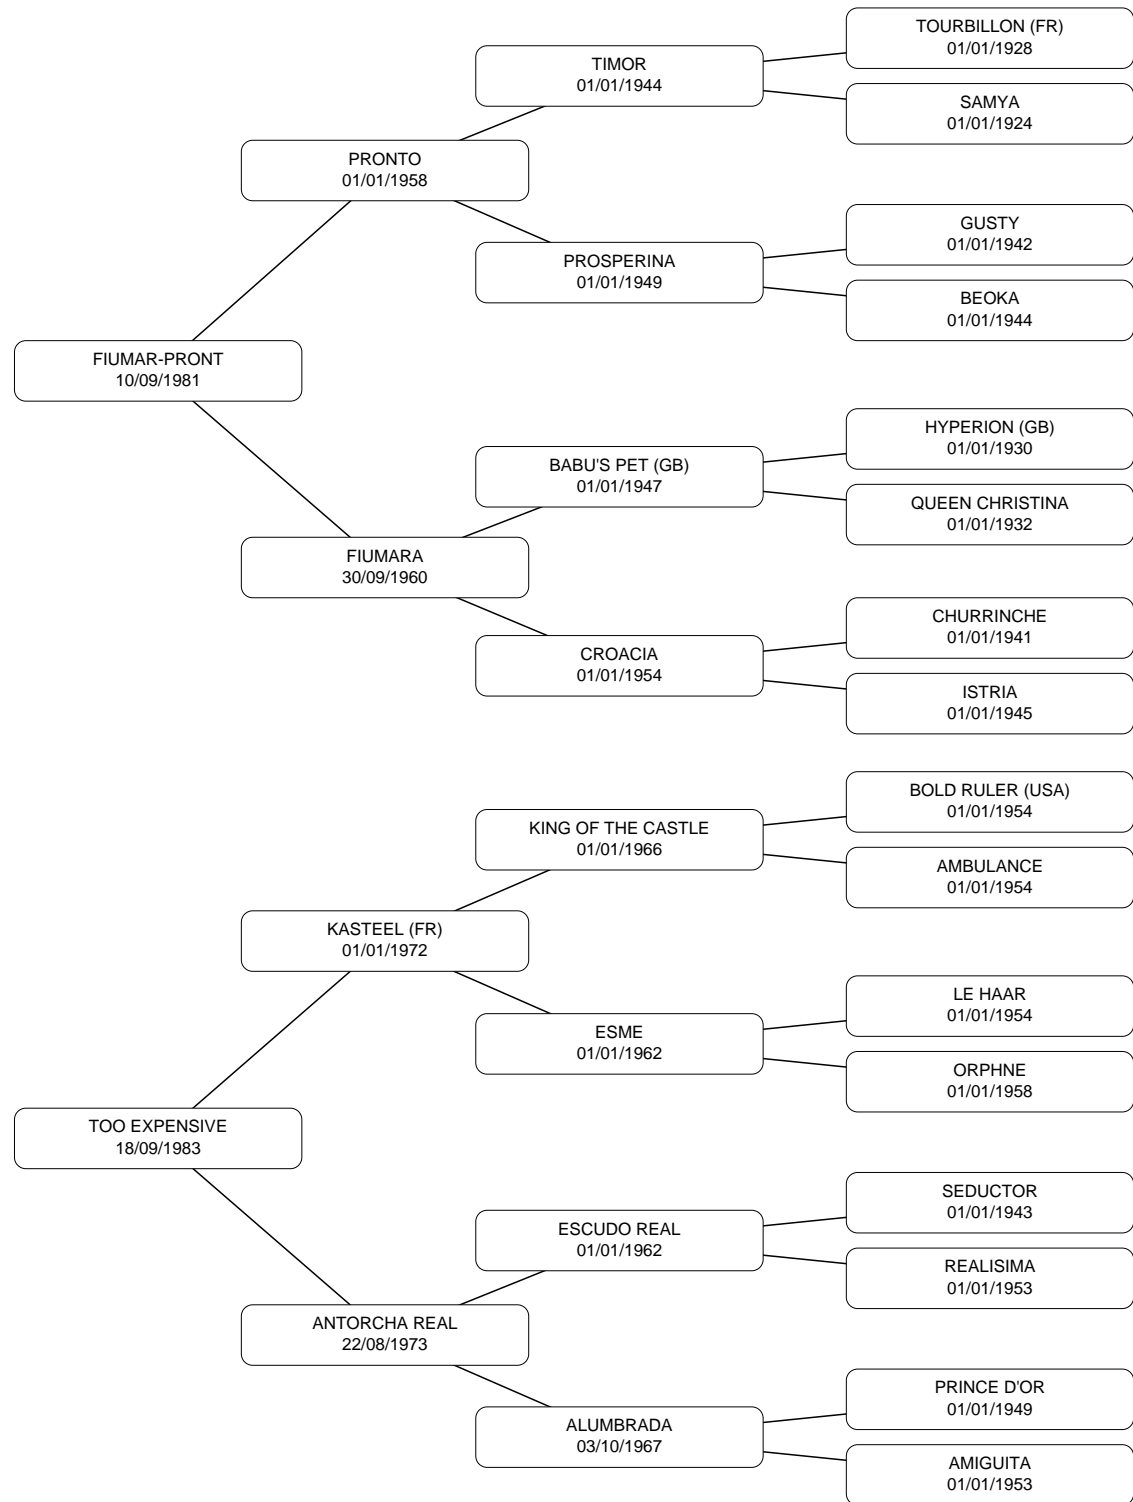 TOURBILLON (FR)
01/01/1928
TIMOR
01/01/1944
SAMYA
01/01/1924
PRONTO
01/01/1958
GUSTY
01/01/1942
PROSPERINA
01/01/1949
BEOKA
01/01/1944
FIUMAR-PRONT
10/09/1981
HYPERION (GB)
01/01/1930
BABU'S PET (GB)
01/01/1947
QUEEN CHRISTINA
01/01/1932
FIUMARA
30/09/1960
CHURRINCHE
01/01/1941
CROACIA
01/01/1954
ISTRIA
01/01/1945
BOLD RULER (USA)
01/01/1954
KING OF THE CASTLE
01/01/1966
AMBULANCE
01/01/1954
KASTEEL (FR)
01/01/1972
LE HAAR
01/01/1954
ESME
01/01/1962
ORPHNE
01/01/1958
TOO EXPENSIVE
18/09/1983
SEDUCTOR
01/01/1943
ESCUDO REAL
01/01/1962
REALISIMA
01/01/1953
ANTORCHA REAL
22/08/1973
PRINCE D'OR
01/01/1949
ALUMBRADA
03/10/1967
AMIGUITA
01/01/1953